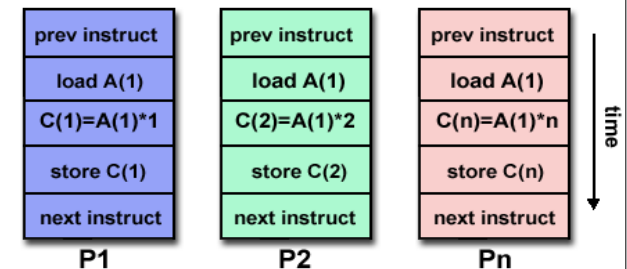 prev instruct
load A(1)
C(1)=A(1)*1
store C(1)
next instruct
P1
prev instruct
load A(1)
C(2)=A(1)*2
store C(2)
next instruct
P2
prev instruct
load A(1)
C(n)=A(1)*n
store C(n)
next instruct
Pn
time